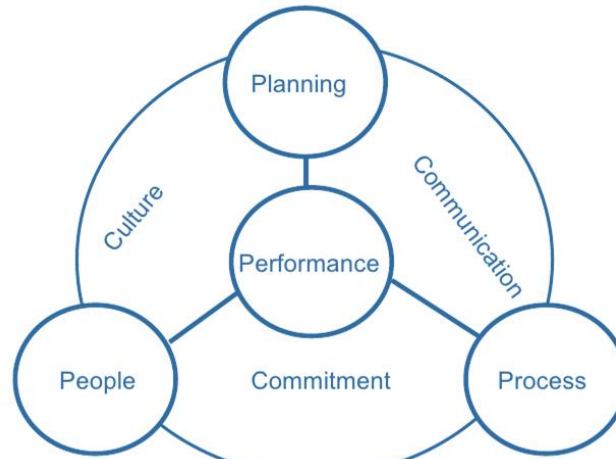 Planning
Culture
Communication
Performance
People
Commitment
Process